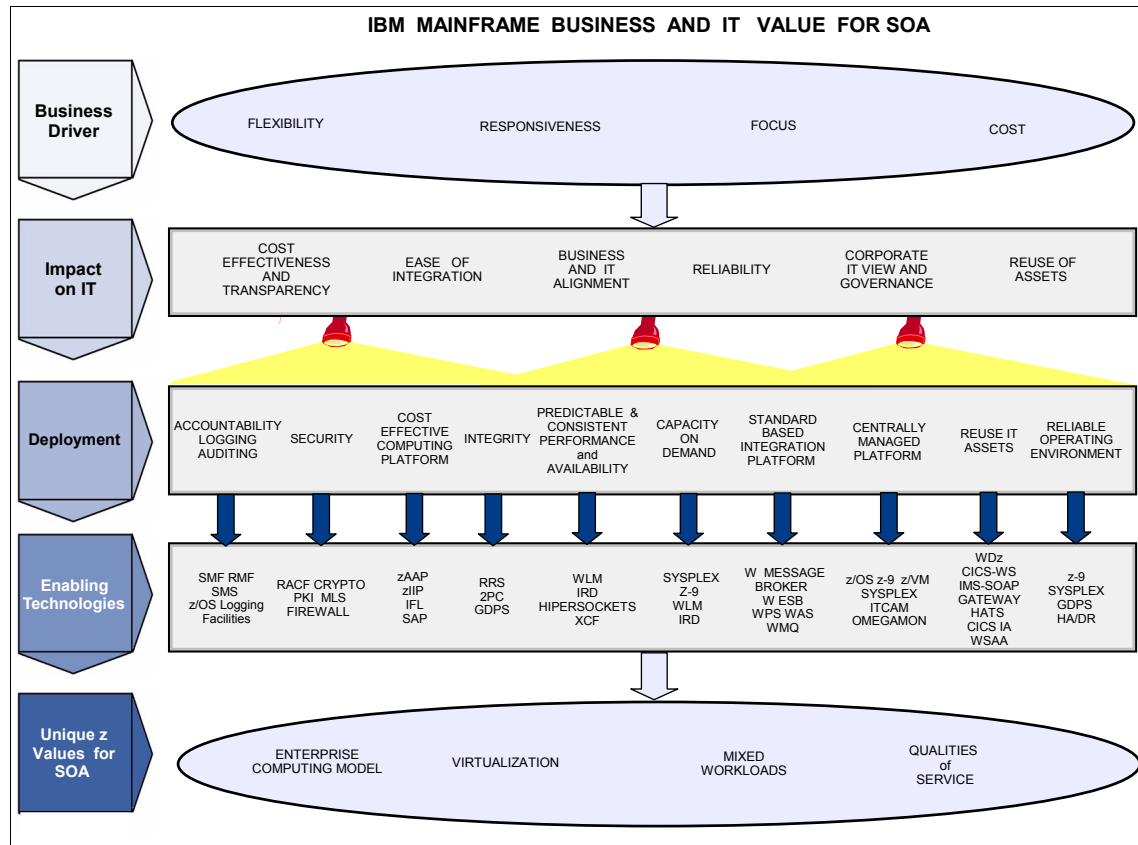 IBM MAINFRAME BUSINESS AND IT VALUE FOR SOA
Business
Driver
FLEXIBILITY
RESPONSIVENESS
FOCUS
COST
Impact
on IT
COST
EFFECTIVENESS
AND
TRANSPARENCY
EASE OF
INTEGRATION
BUSINESS
AND IT
ALIGNMENT
RELIABILITY
CORPORATE
IT VIEW AND
GOVERNANCE
REUSE OF
ASSETS
Deployment
ACCOUNTABILITY
LOGGING
AUDITING
SECURITY
COST
EFFECTIVE
COMPUTING
PLATFORM
INTEGRITY
PREDICTABLE &
CONSISTENT
PERFORMANCE
and
AVAILABILITY
CAPACITY
ON
DEMAND
STANDARD
BASED
INTEGRATION
PLATFORM
CENTRALLY
MANAGED
PLATFORM
REUSE IT
ASSETS
RELIABLE
OPERATING
ENVIRONMENT
Enabling
Technologies
SMF RMF
SMS
z/OS Logging
Facilities
RACF CRYPTO
PKI MLS
FIREWALL
zAAP
zIIP
IFL
SAP
RRS
2PC
GDPS
WLM
IRD
HIPERSOCKETS
XCF
SYSPLEX
Z-9
WLM
IRD
W MESSAGE
BROKER
W ESB
WPS WAS
WMQ
z/OS z-9 z/VM
SYSPLEX
ITCAM
OMEGAMON
WDz
CICS-WS
IMS-SOAP
GATEWAY
HATS
CICS IA
WSAA
z-9
SYSPLEX
GDPS
HA/DR
Unique z
Values for
SOA
ENTERPRISE
COMPUTING MODEL
VIRTUALIZATION
MIXED
WORKLOADS
QUALITIES
of
SERVICE